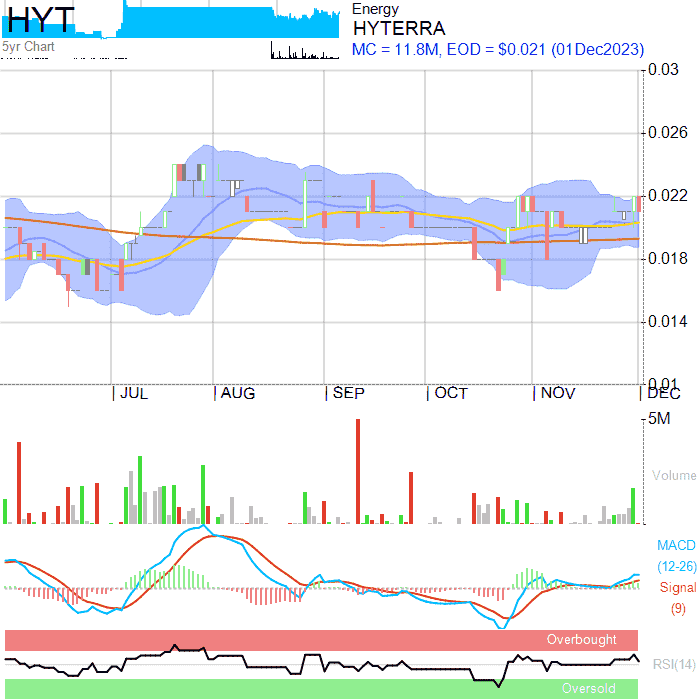 HYT
Energy
HYTERRA
5yr Chart
MC = 11.8M, EOD = $0.021 (01Dec2023)
0.03
0.026
0.022
0.018
0.014
0.01
JUL AUG SEP OCT NOV DEC
5M
Volume
MACD
(12-26)
Signal
(9)
Overbought
RSI(14)
Oversold